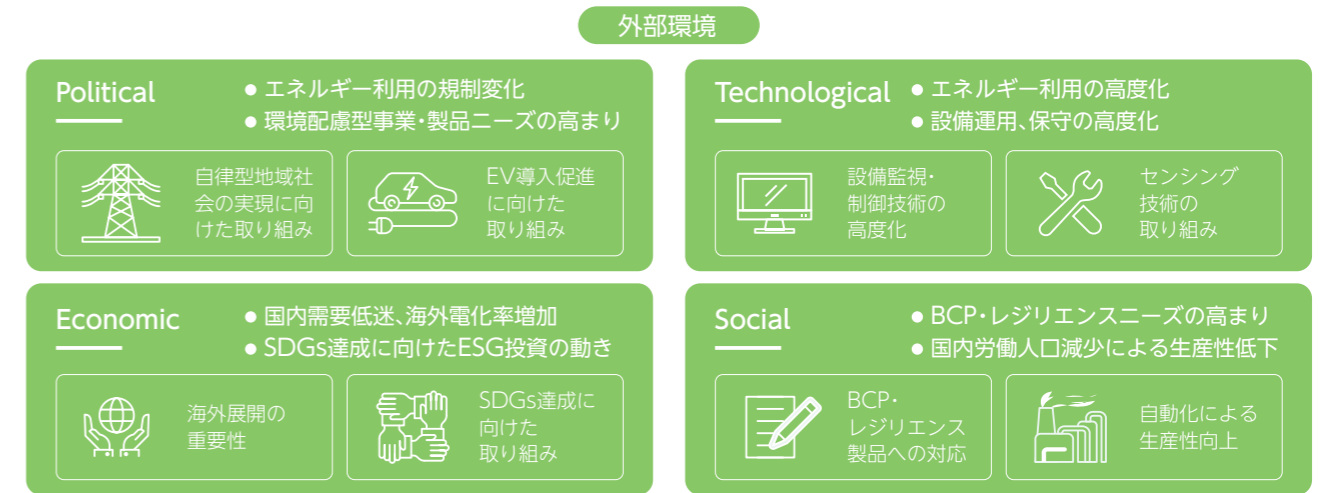 外部環境
Political
● エネルギー利用の規制変化
● 環境配慮型事業・製品ニーズの高まり
自律型地域社
会の実現に向
けた取り組み
EV導入促進
に向けた
取り組み
Technological
● エネルギー利用の高度化
● 設備運用、保守の高度化
設備監視・
制御技術の
高度化
センシング
技術の
取り組み
Economic
● 国内需要低迷、海外電化率増加
● SDGs達成に向けたESG投資の動き
海外展開の
重要性
SDGs達成に
向けた
取り組み
Social
● BCP・レジリエンスニーズの高まり
● 国内労働人口減少による生産性低下
BCP・
レジリエンス
製品への対応
自動化による
生産性向上